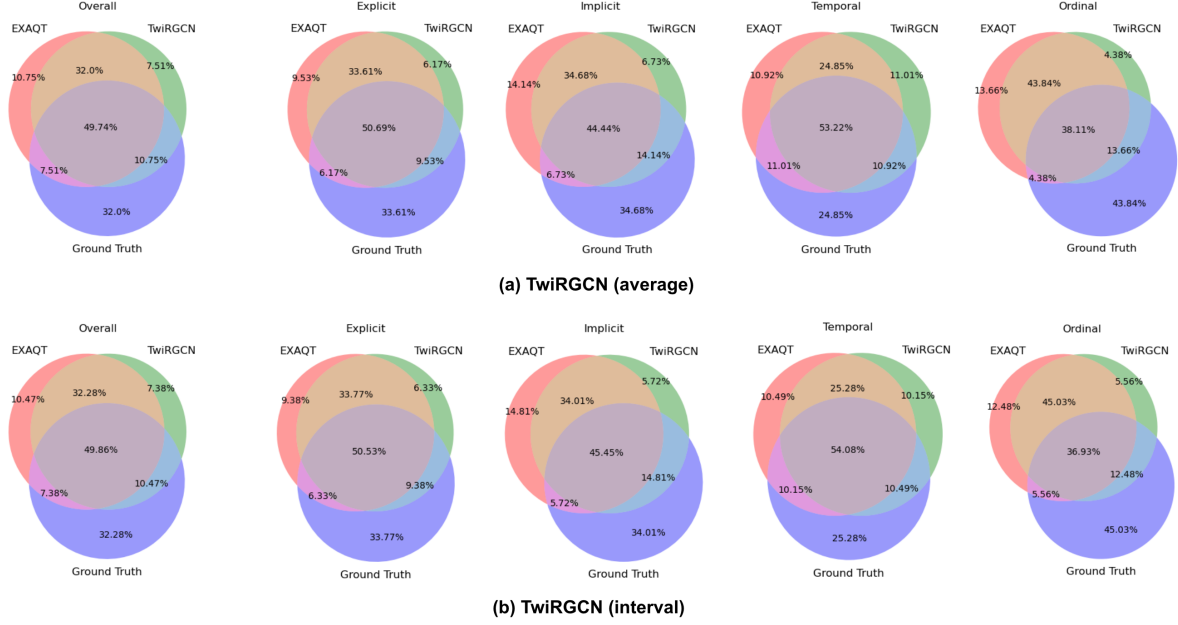 Overall
EXAQT
TwiRGCN
10.75%
32.0%
7.51%
49.74%
7.51%
10.75%
32.0%
Ground Truth
Explicit
EXAQT
TwiRGCN
9.53%
33.61%
6.17%
50.69%
6.17%
9.53%
33.61%
Ground Truth
Implicit
EXAQT
TwiRGCN
14.14%
34.68%
6.73%
44.44%
6.73%
14.14%
34.68%
Ground Truth
Temporal
EXAQT
TwiRGCN
10.92%
24.85%
11.01%
53.22%
11.01%
10.92%
24.85%
Ground Truth
Ordinal
EXAQT
TwiRGCN
13.66%
43.84%
4.38%
38.11%
4.38%
13.66%
43.84%
Ground Truth
(a) TwiRGCN (average)
Overall
EXAQT
TwiRGCN
10.47%
32.28%
7.38%
49.86%
7.38%
10.47%
32.28%
Ground Truth
Explicit
EXAQT
TwiRGCN
9.38%
33.77%
6.33%
50.53%
6.33%
9.38%
33.77%
Ground Truth
Implicit
EXAQT
TwiRGCN
14.81%
34.01%
5.72%
45.45%
5.72%
14.81%
34.01%
Ground Truth
Temporal
EXAQT
TwiRGCN
10.49%
25.28%
10.15%
54.08%
10.15%
10.49%
25.28%
Ground Truth
Ordinal
EXAQT
TwiRGCN
12.48%
45.03%
5.56%
36.93%
5.56%
12.48%
45.03%
Ground Truth
(b) TwiRGCN (interval)